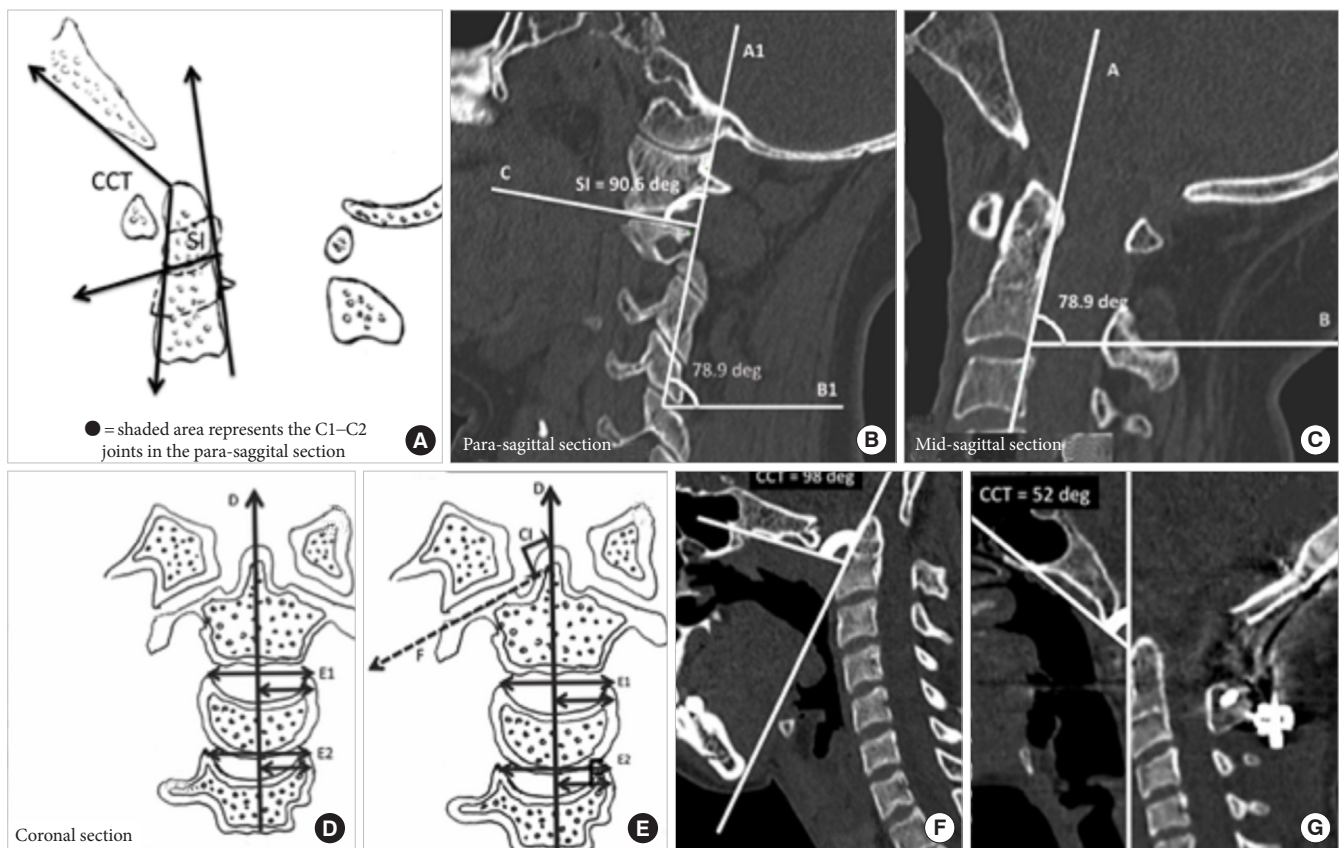 CCT
SI
● = shaded area represents the C1–C2
joints in the para-saggital section
A
A1
C
SI = 90.6 deg
78.9 deg
B1
Para-sagittal section
B
A
78.9 deg
B
Mid-sagittal section
C
D
E1
E2
Coronal section
D
D
CI
F
E1
E2
E
CCT = 98 deg
F
CCT = 52 deg
G